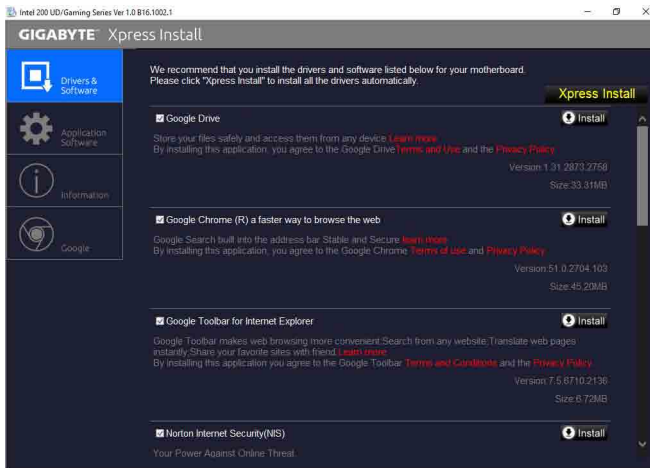 Intel 200 UD/Gaming Series Ver 1.0 B16.1002.1
GIGABYTE™ Xpress Install
Drivers &
Software
Application
Software
Information
Google
We recommend that you install the drivers and software listed below for your motherboard.
Please click "Xpress Install" to install all the drivers automatically.
Xpress Install
Google Drive
Install
Store your files safely and access them from any device.Learn more
By installing this application, you agree to the Google DriveTerms and Use and the Privacy Policy
Version:1.31.2873.2758
Size:33.31MB
Google Chrome (R) a faster way to browse the web
Install
Google Search built into the address bar Stable and Secure learn more
By installing this application, you agree to the Google Chrome Terms of use and Privacy Policy
Version:51.0.2704.103
Size:45.20MB
Google Toolbar for Internet Explorer
Install
Google Toolbar makes web browsing more convenient.Search from any website,Translate web pages
instantly,Share your favorite sites with friend.Learn more
By installing this application you agree to the Google Toolbar Terms and Conditions and the Privacy Policy.
Version:7.5.6710.2136
Size:6.72MB
Norton Internet Security(NIS)
Install
Your Power Against Online Threat.